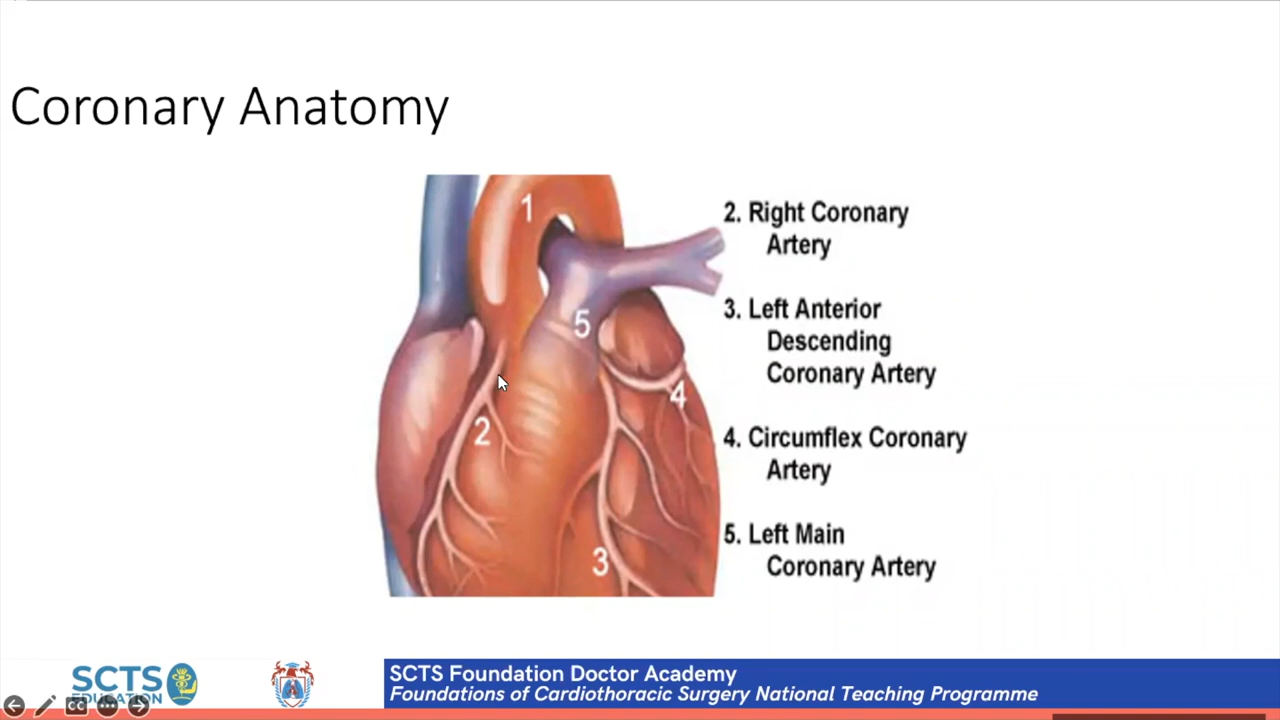 Coronary Anatomy
1
5
4
2
3
2. Right Coronary
Artery
3. Left Anterior
Descending
Coronary Artery
4. Circumflex Coronary
Artery
5. Left Main
Coronary Artery
SCTS
EDUCATION
CC
SCTS Foundation Doctor Academy
Foundations of Cardiothoracic Surgery National Teaching Programme